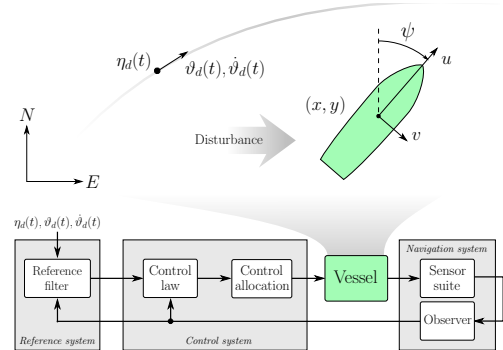 ψ
η_d(t)
ϑ_d(t), ϑ̇_d(t)
u
(x, y)
N
Disturbance
v
E
η_d(t), ϑ_d(t), ϑ̇_d(t)
Navigation system
Reference
filter
Control
law
Control
allocation
Vessel
Sensor
suite
Observer
Reference system
Control system